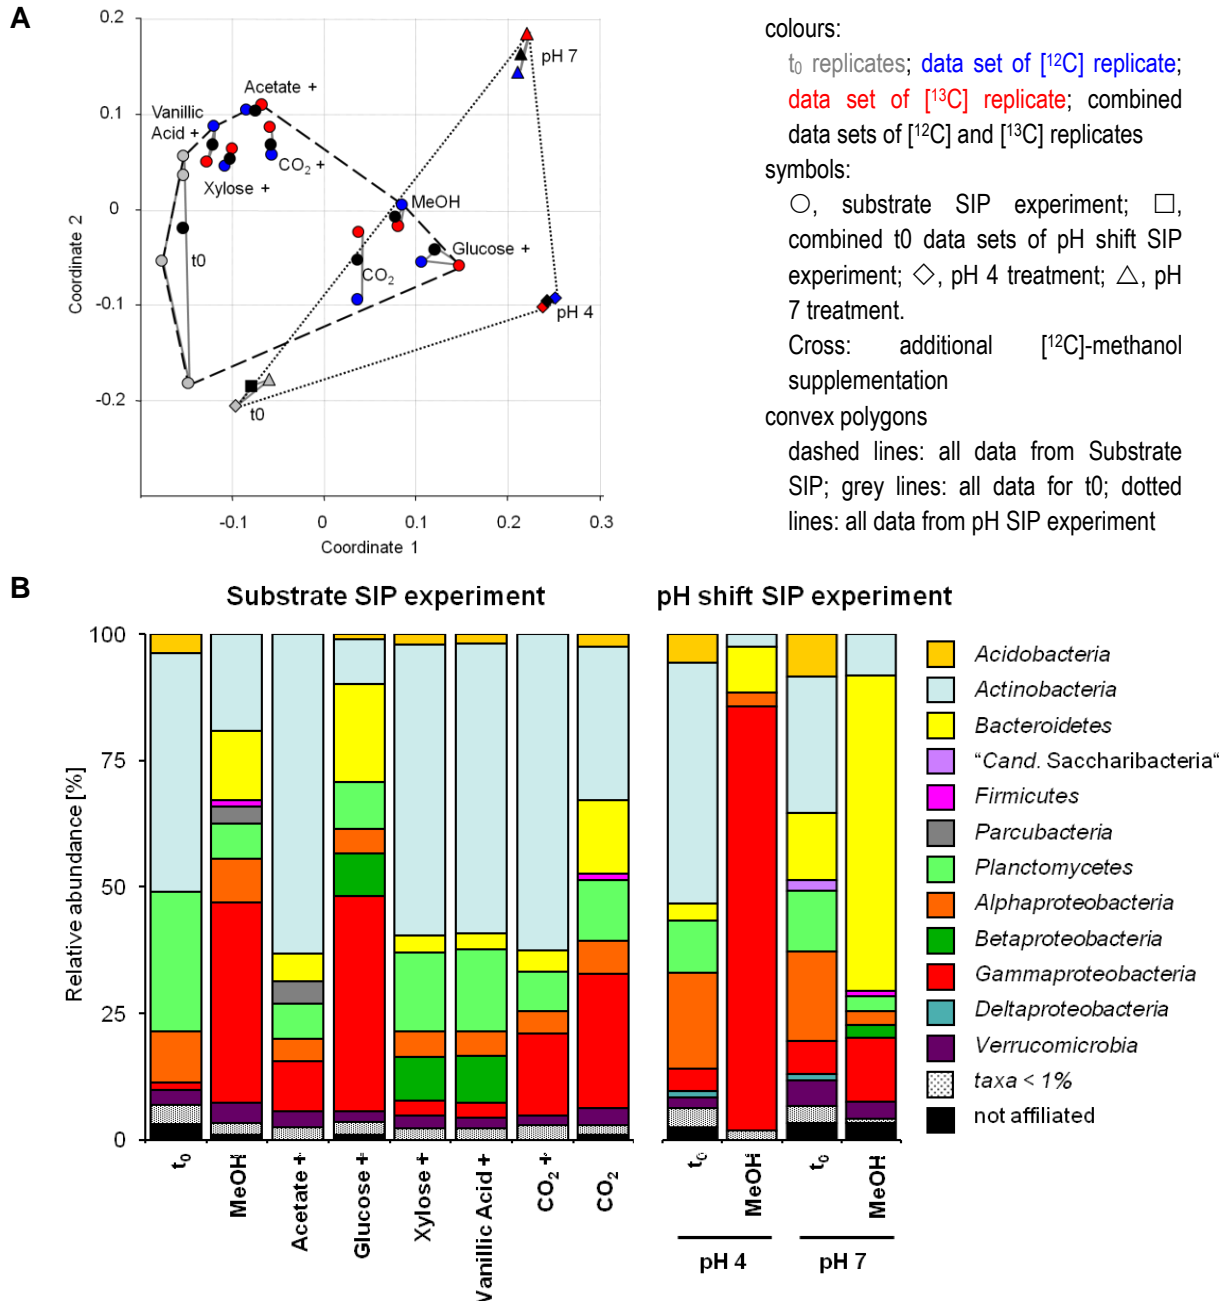 A
0.2
0.1
0
-0.1
-0.2
Coordinate 2
-0.1
0
0.1
0.2
0.3
Coordinate 1
pH 7
Acetate +
Vanillic
Acid +
CO2 +
Xylose +
MeOH
Glucose +
t0
CO2
pH 4
t0
colours:
t0 replicates; data set of [12C] replicate;
data set of [13C] replicate; combined
data sets of [12C] and [13C] replicates
symbols:
○, substrate SIP experiment; □,
combined t0 data sets of pH shift SIP
experiment; ◇, pH 4 treatment; △, pH
7 treatment.
Cross: additional [12C]-methanol
supplementation
convex polygons
dashed lines: all data from Substrate
SIP; grey lines: all data for t0; dotted
lines: all data from pH SIP experiment
B
Substrate SIP experiment
pH shift SIP experiment
100
75
50
25
0
Relative abundance [%]
t0
MeOH
Acetate +
Glucose +
Xylose +
Vanillic Acid +
CO2 +
CO2
t0
MeOH
t0
MeOH
pH 4
pH 7
Acidobacteria
Actinobacteria
Bacteroidetes
“Cand. Saccharibacteria“
Firmicutes
Parcubacteria
Planctomycetes
Alphaproteobacteria
Betaproteobacteria
Gammaproteobacteria
Deltaproteobacteria
Verrucomicrobia
taxa < 1%
not affiliated